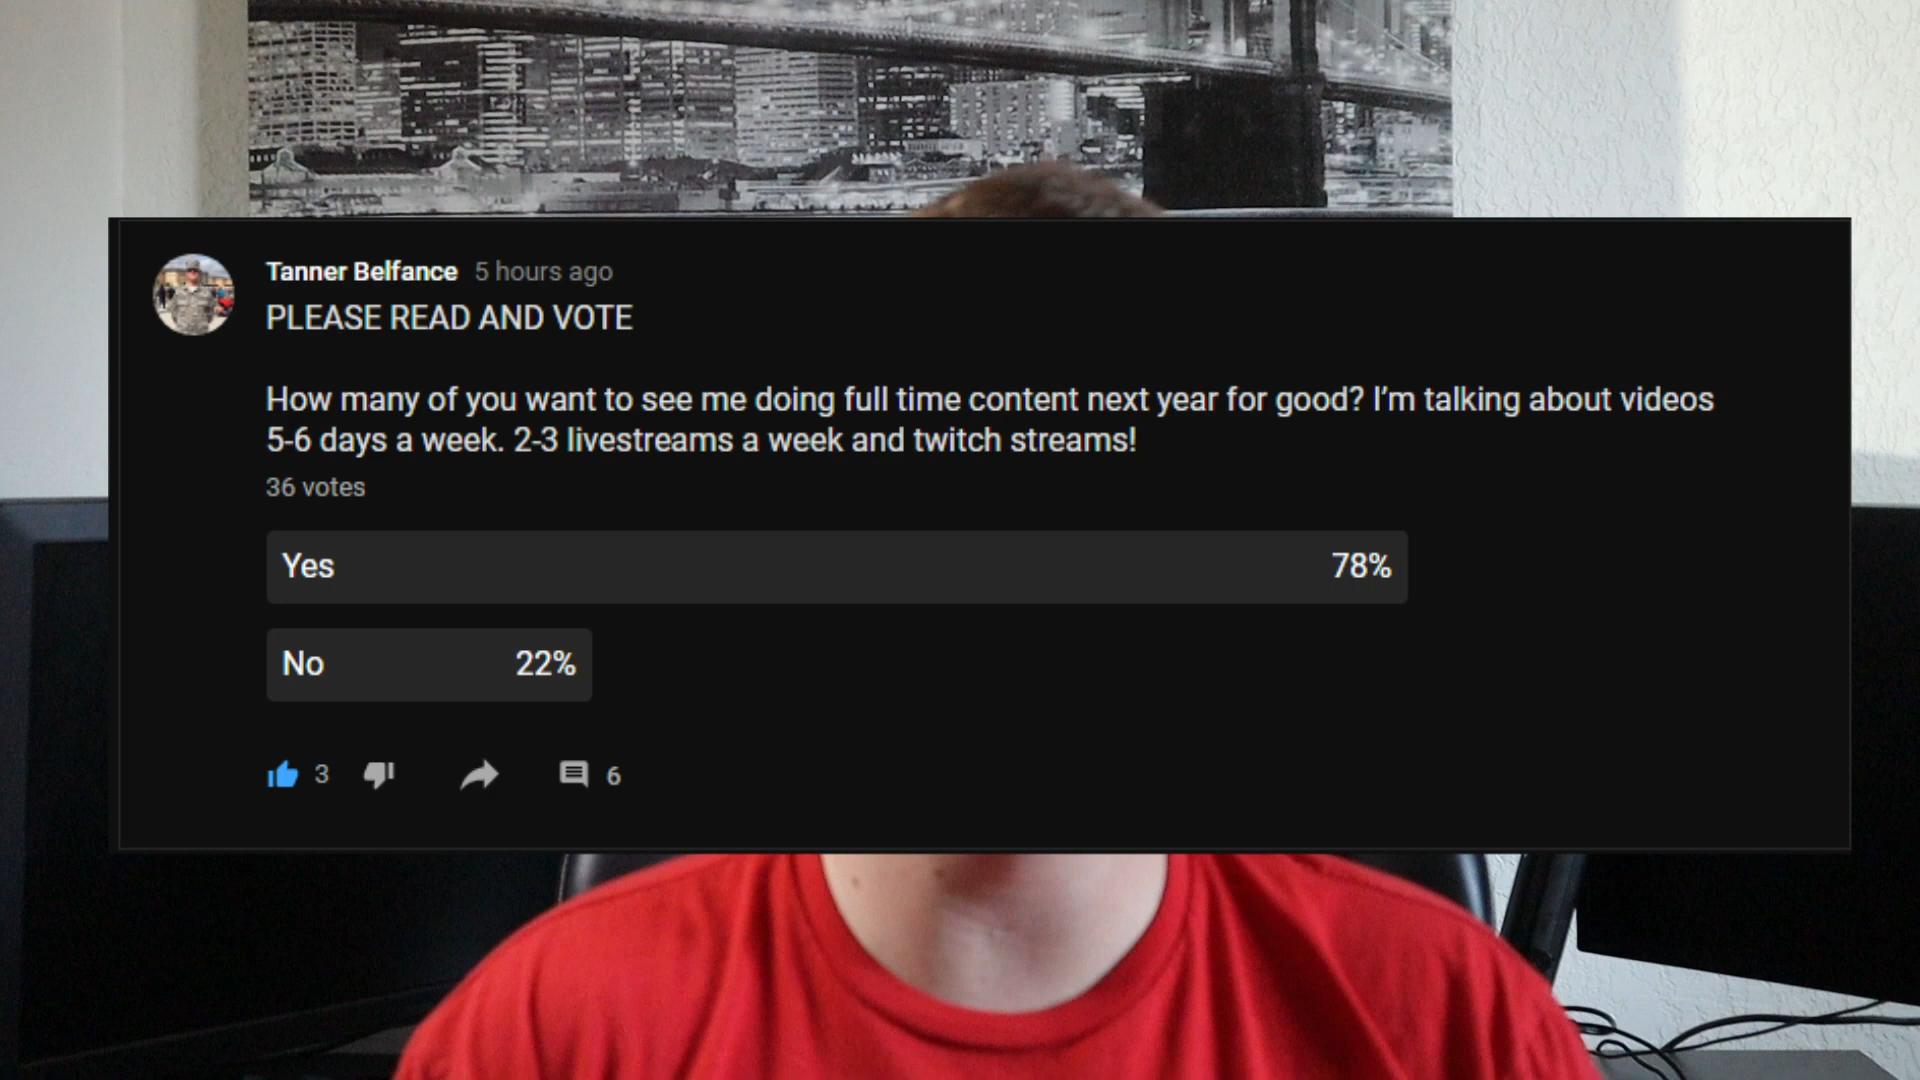 Tanner Belfance 5 hours ago
PLEASE READ AND VOTE
How many of you want to see me doing full time content next year for good? I’m talking about videos
5-6 days a week. 2-3 livestreams a week and twitch streams!
36 votes
Yes 78%
No 22%
3 6